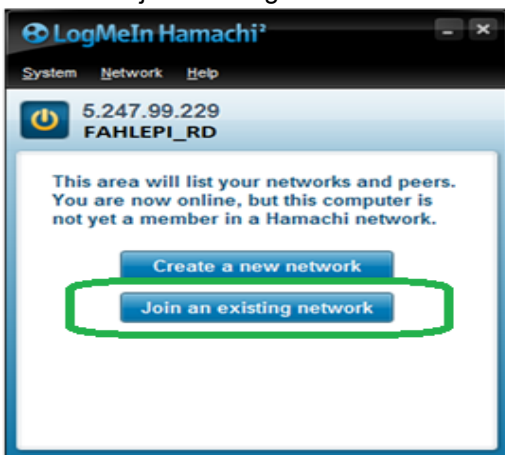 LogMeIn Hamachi²
System Network Help
5.247.99.229
FAHLEPI_RD
This area will list your networks and peers.
You are now online, but this computer is
not yet a member in a Hamachi network.
Create a new network
Join an existing network